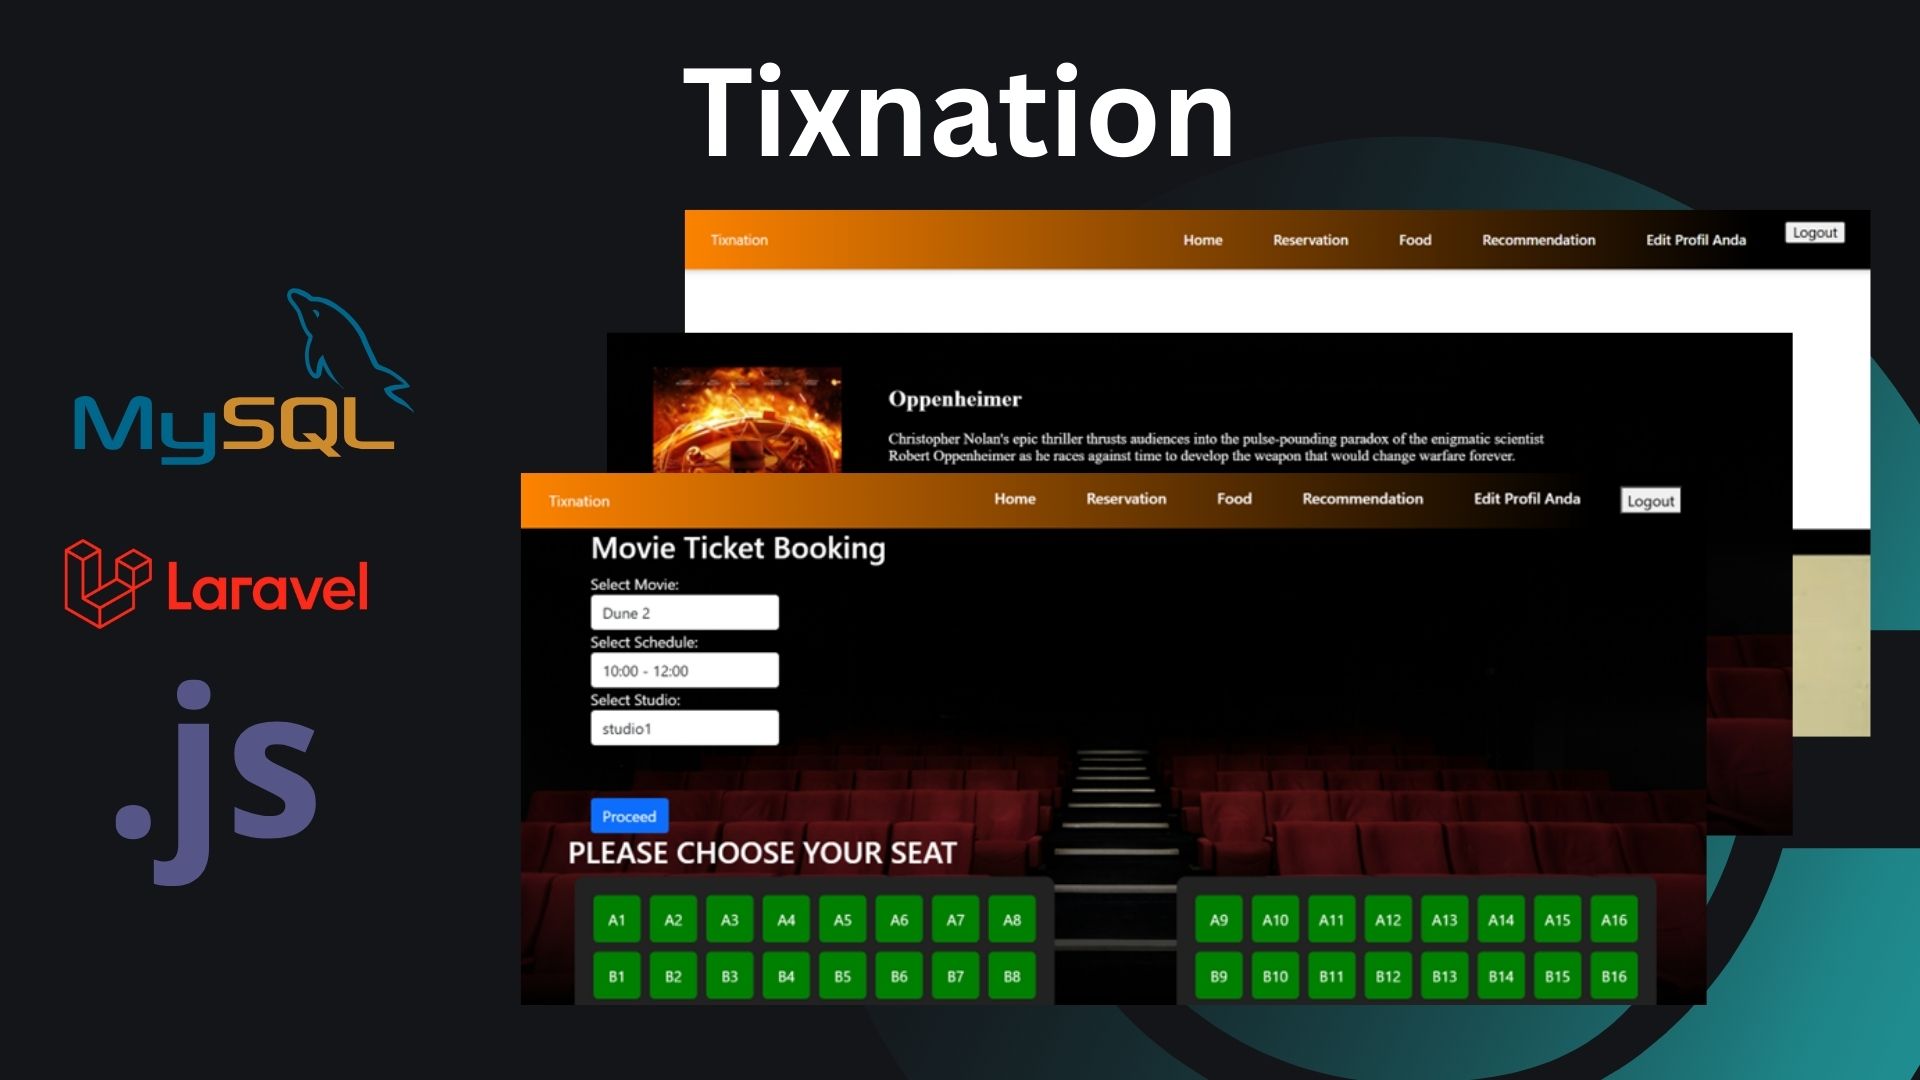 Tixnation
Tixnation Home Reservation Food Recommendation Edit Profil Anda Logout
MySQL
Laravel
.js
Oppenheimer
Christopher Nolan's epic thriller thrusts audiences into the pulse-pounding paradox of the enigmatic scientist
Robert Oppenheimer as he races against time to develop the weapon that would change warfare forever.
Tixnation Home Reservation Food Recommendation Edit Profil Anda Logout
Movie Ticket Booking
Select Movie:
Dune 2
Select Schedule:
10:00 - 12:00
Select Studio:
studio1
Proceed
PLEASE CHOOSE YOUR SEAT
A1 A2 A3 A4 A5 A6 A7 A8 A9 A10 A11 A12 A13 A14 A15 A16
B1 B2 B3 B4 B5 B6 B7 B8 B9 B10 B11 B12 B13 B14 B15 B16